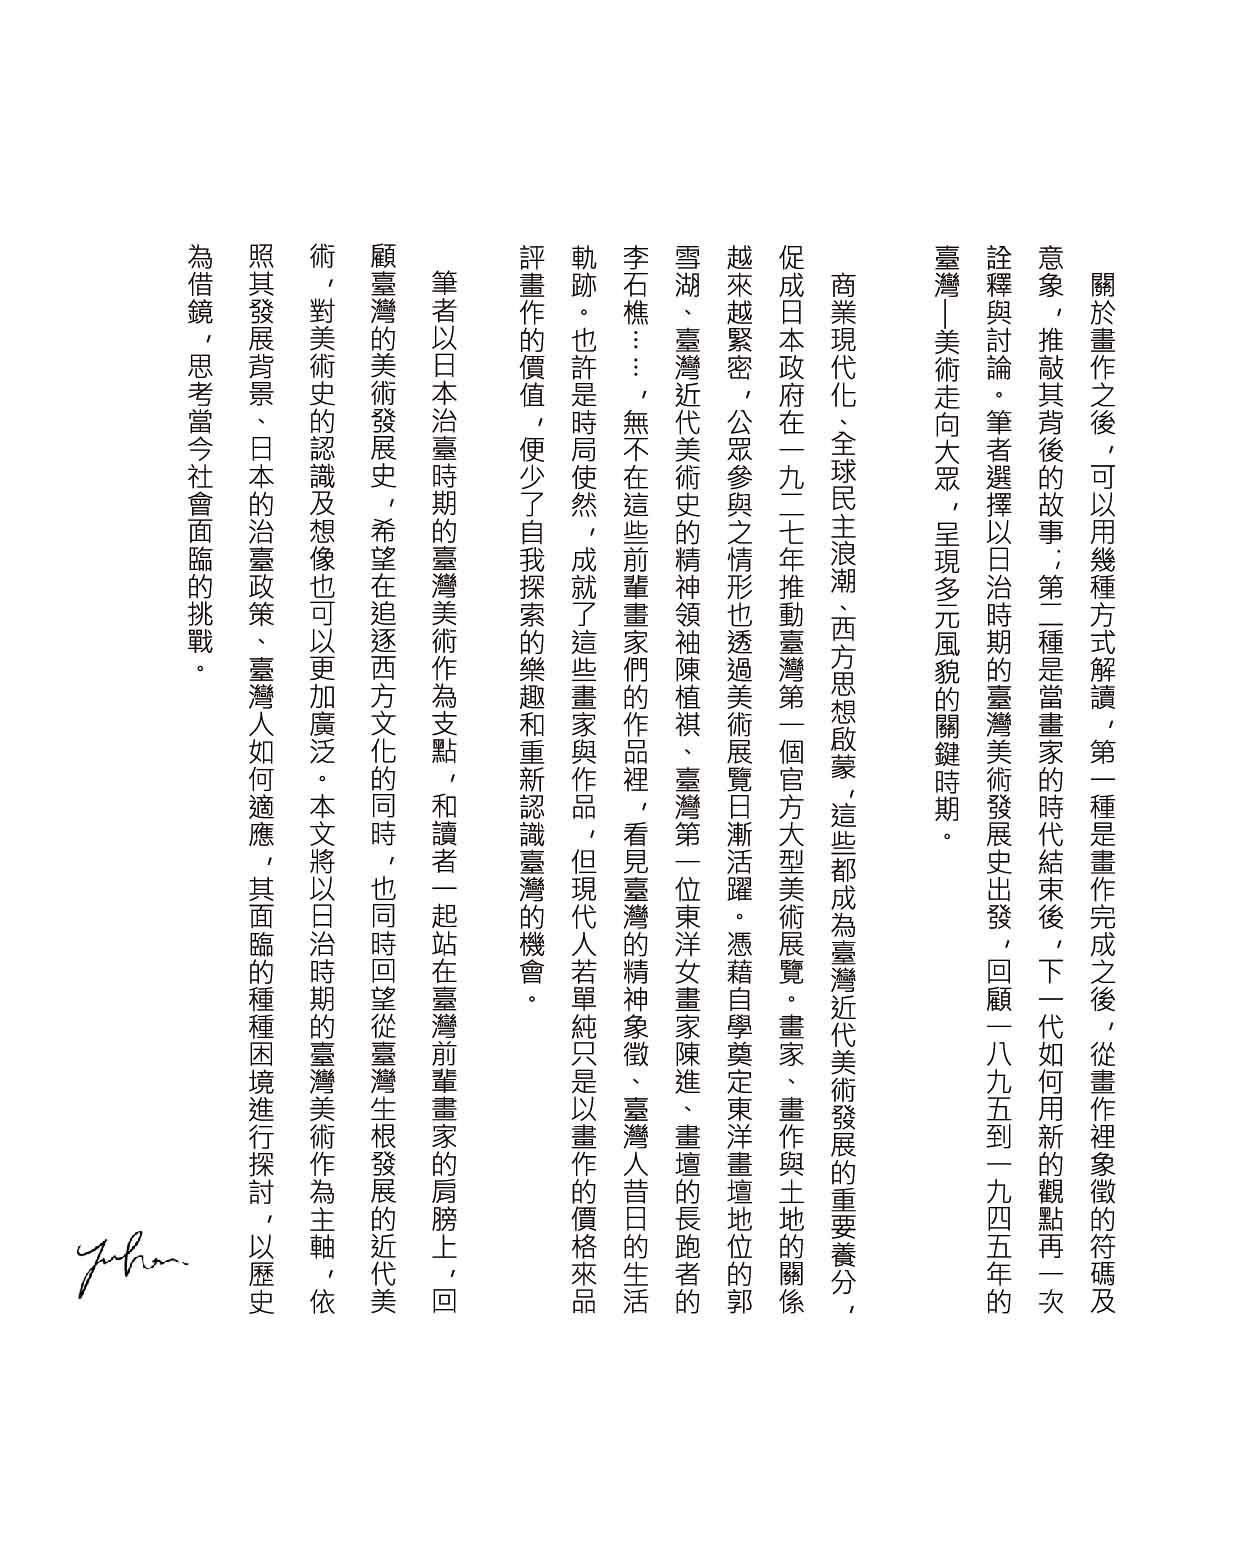 關於畫作之後，可以用幾種方式解讀，第一種是畫作完成之後，從畫作裡象徵的符碼及
意象，推敲其背後的故事；第二種是當畫家的時代結束後，下一代如何用新的觀點再一次
詮釋與討論。筆者選擇以日治時期的臺灣美術發展史出發，回顧一八九五到一九四五年的
臺灣—美術走向大眾，呈現多元風貌的關鍵時期。
商業現代化、全球民主浪潮、西方思想啟蒙，這些都成為臺灣近代美術發展的重要養分，
促成日本政府在一九二七年推動臺灣第一個官方大型美術展覽。畫家、畫作與土地的關係
越來越緊密，公眾參與之情形也透過美術展覽日漸活躍。憑藉自學奠定東洋畫壇地位的郭
雪湖、臺灣近代美術史的精神領袖陳植祺、臺灣第一位東洋女畫家陳進、畫壇的長跑者的
李石樵……，無不在這些前輩畫家們的作品裡，看見臺灣的精神象徵、臺灣人昔日的生活
軌跡。也許是時局使然，成就了這些畫家與作品，但現代人若單純只是以畫作的價格來品
評畫作的價值，便少了自我探索的樂趣和重新認識臺灣的機會。
筆者以日本治臺時期的臺灣美術作為支點，和讀者一起站在臺灣前輩畫家的肩膀上，回
顧臺灣的美術發展史，希望在追逐西方文化的同時，也同時回望從臺灣生根發展的近代美
術，對美術史的認識及想像也可以更加廣泛。本文將以日治時期的臺灣美術作為主軸，依
照其發展背景、日本的治臺政策、臺灣人如何適應，其面臨的種種困境進行探討，以歷史
為借鏡，思考當今社會面臨的挑戰。